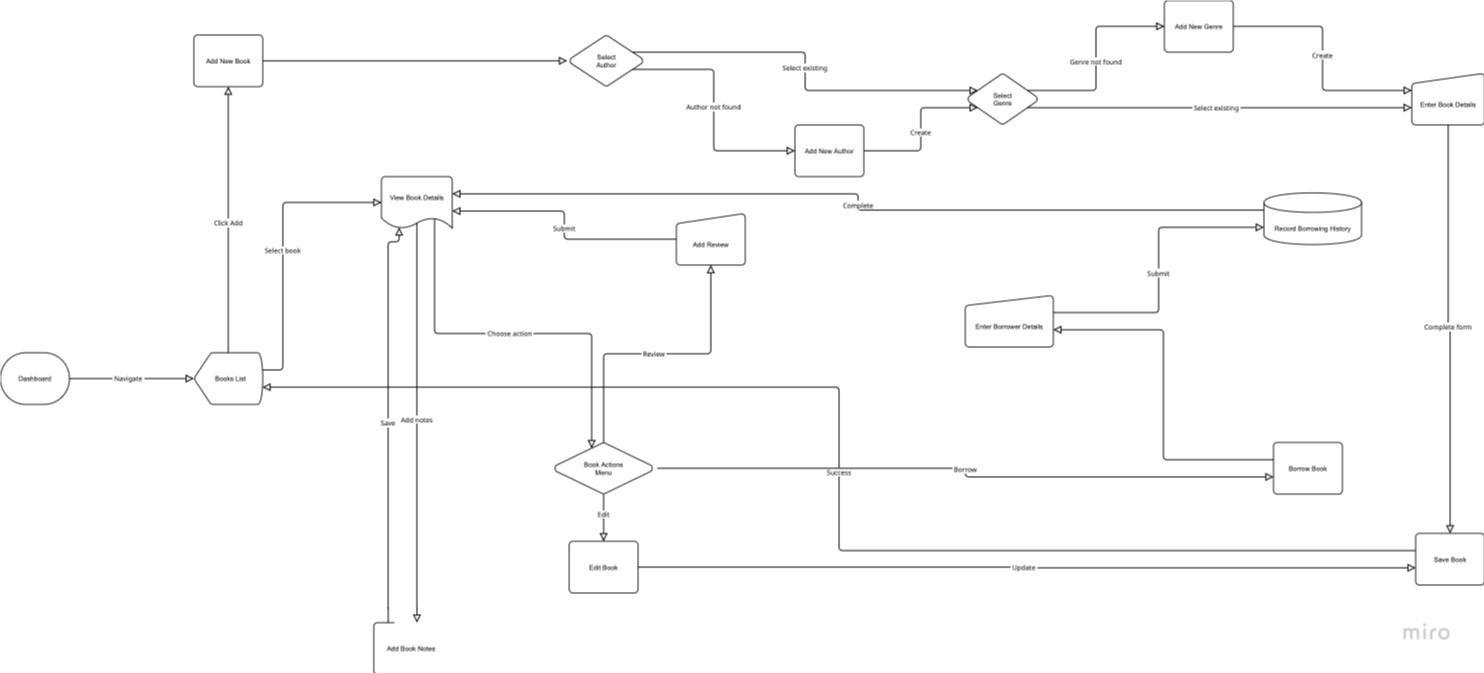 Add New Genre
Create
Add New Book
Select
Author
Select existing
Genre not found
Author not found
Select
Genre
Select existing
Enter Book Details
Create
Add New Author
View Book Details
Complete
Click Add
Submit
Record Borrowing History
Select book
Add Review
Submit
Enter Borrower Details
Choose action
Complete form
Review
Dashboard
Navigate
Books List
Save
Add notes
Book Actions
Menu
Success
Borrow
Borrow Book
Edit
Edit Book
Update
Save Book
Add Book Notes
miro